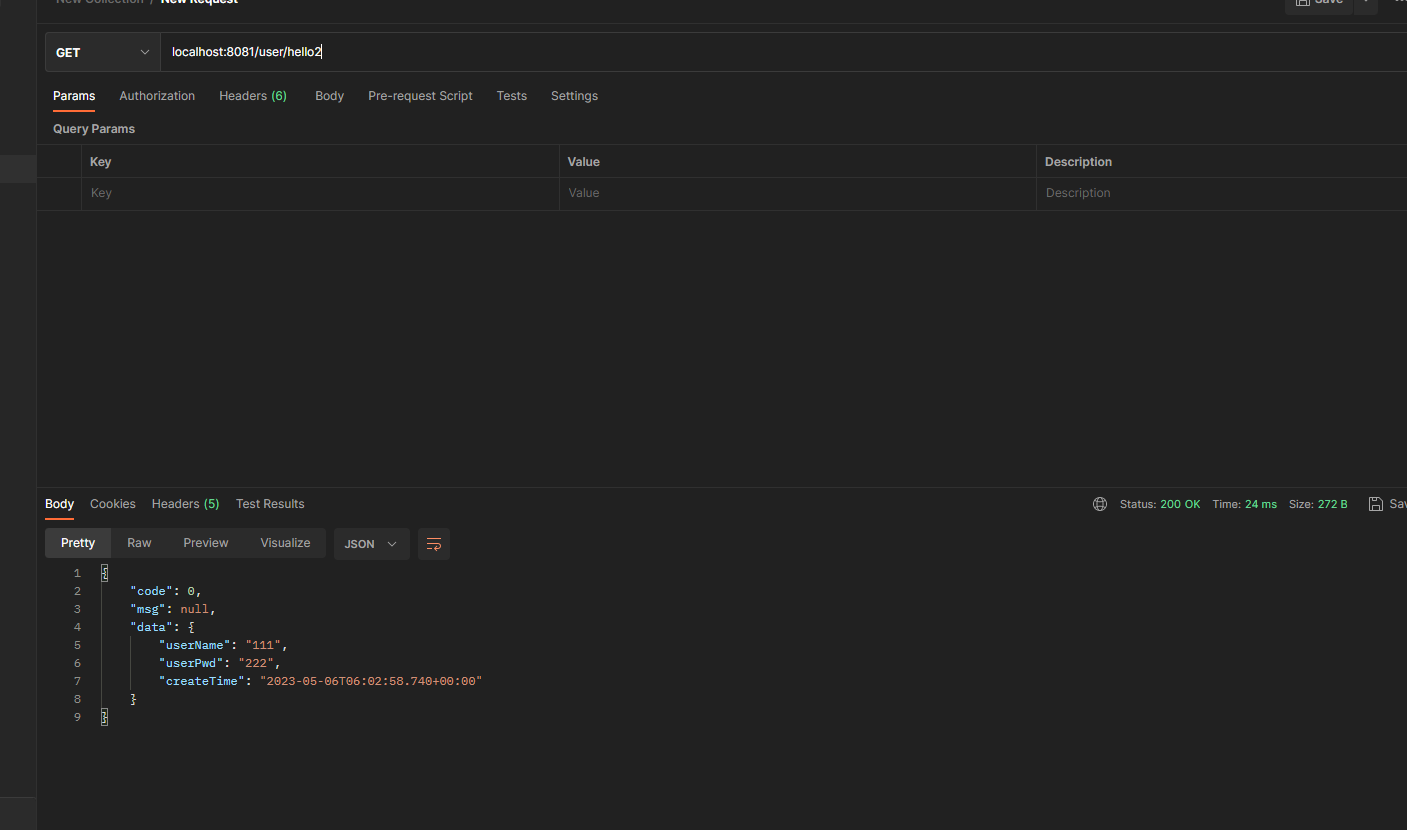 New Collection / New Request
Save
GET localhost:8081/user/hello2
Params Authorization Headers (6) Body Pre-request Script Tests Settings
Query Params
Key Value Description
Key Value Description
Body Cookies Headers (5) Test Results Status: 200 OK Time: 24 ms Size: 272 B
Pretty Raw Preview Visualize JSON
1 {
2 "code": 0,
3 "msg": null,
4 "data": {
5 "userName": "111",
6 "userPwd": "222",
7 "createTime": "2023-05-06T06:02:58.740+00:00"
8 }
9 }